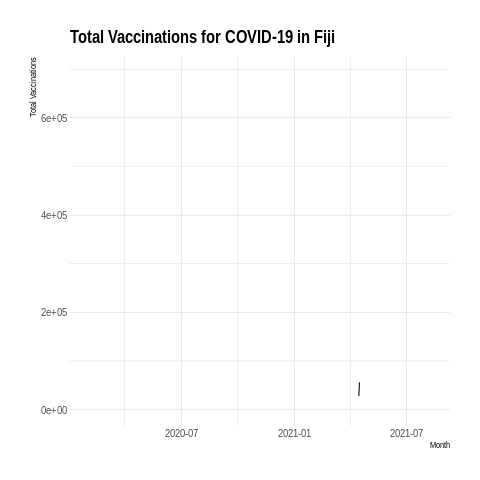 Total Vaccinations for COVID-19 in Fiji
Total Vaccinations
6e+05
4e+05
2e+05
0e+00
2020-07 2021-01 2021-07
Month